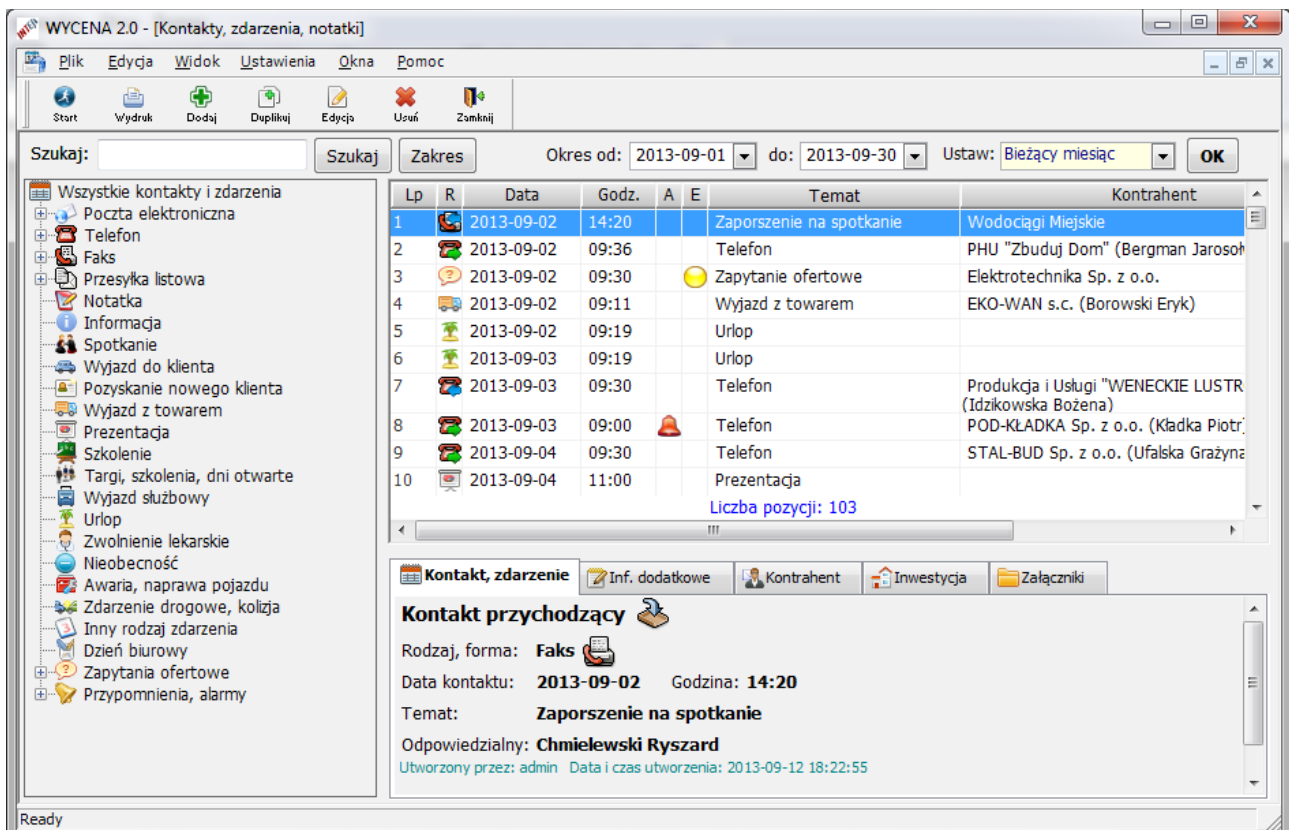 WYCENA 2.0 - [Kontakty, zdarzenia, notatki]
Plik Edycja Widok Ustawienia Okna Pomoc
Start Wydruk Dodaj Duplikuj Edycja Usuń Zamknij
Szukaj: Szukaj Zakres Okres od: 2013-09-01 do: 2013-09-30 Ustaw: Bieżący miesiąc OK
Wszystkie kontakty i zdarzenia
Poczta elektroniczna
Telefon
Faks
Przesyłka listowa
Notatka
Informacja
Spotkanie
Wyjazd do klienta
Pozyskanie nowego klienta
Wyjazd z towarem
Prezentacja
Szkolenie
Targi, szkolenia, dni otwarte
Wyjazd służbowy
Urlop
Zwolnienie lekarskie
Nieobecność
Awaria, naprawa pojazdu
Zdarzenie drogowe, kolizja
Inny rodzaj zdarzenia
Dzień biurowy
Zapytania ofertowe
Przypomnienia, alarmy
Lp R Data Godz. A E Temat Kontrahent
1 2013-09-02 14:20 Zaporszenie na spotkanie Wodociągi Miejskie
2 2013-09-02 09:36 Telefon PHU "Zbuduj Dom" (Bergman
3 2013-09-02 09:30 Zapytanie ofertowe Elektrotechnika Sp. z o.o.
4 2013-09-02 09:11 Wyjazd z towarem EKO-WAN s.c. (Borowski Eryk)
5 2013-09-02 09:19 Urlop
6 2013-09-03 09:19 Urlop
7 2013-09-03 09:30 Telefon Produkcja i Usługi "WENECKIE LUSTR
(Idzikowska Bożena)
8 2013-09-03 09:00 Telefon POD-KŁADKA Sp. z o.o. (Kładka Piotr)
9 2013-09-04 09:30 Telefon STAL-BUD Sp. z o.o. (Ufalska Grażyna
10 2013-09-04 11:00 Prezentacja
Liczba pozycji: 103
Kontakt, zdarzenie Inf. dodatkowe Kontrahent Inwestycja Załączniki
Kontakt przychodzący
Rodzaj, forma: Faks
Data kontaktu: 2013-09-02 Godzina: 14:20
Temat: Zaporszenie na spotkanie
Odpowiedzialny: Chmielewski Ryszard
Utworzony przez: admin Data i czas utworzenia: 2013-09-12 18:22:55
Ready